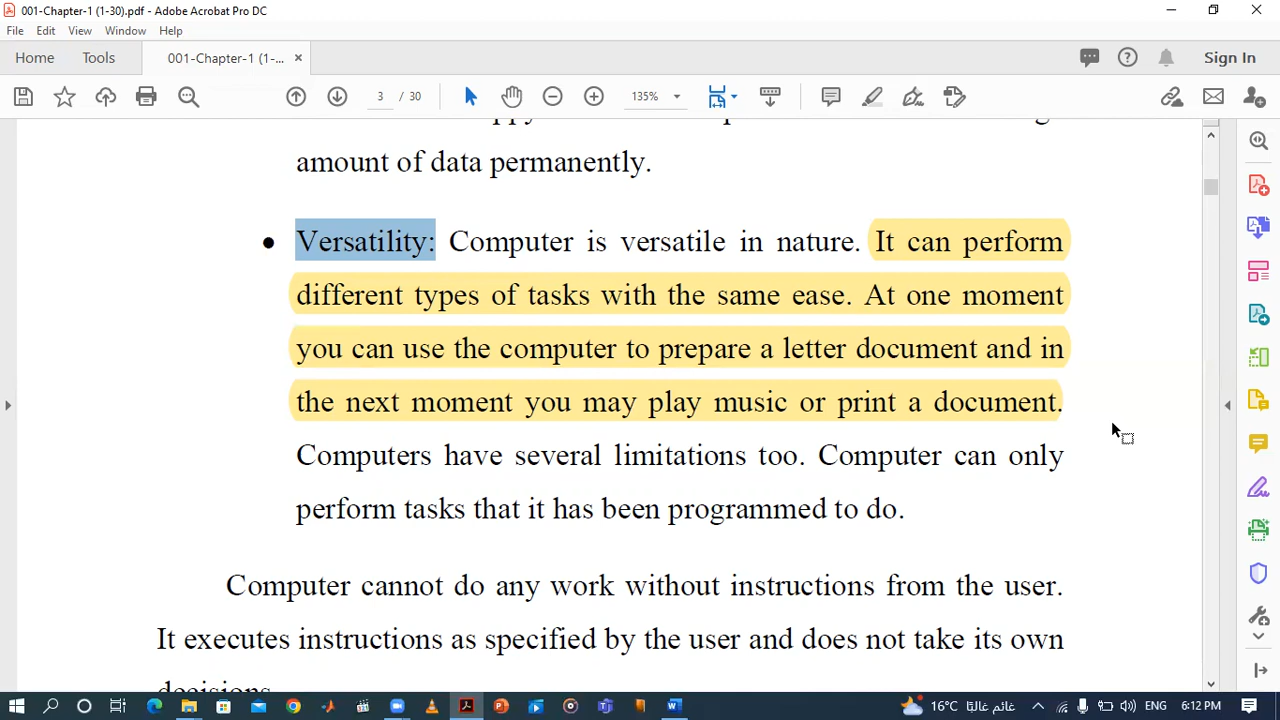 001-Chapter-1 (1-30).pdf - Adobe Acrobat Pro DC
File Edit View Window Help
Home Tools 001-Chapter-1 (1-... × Sign In
3 / 30 135%
amount of data permanently.
• Versatility: Computer is versatile in nature. It can perform
different types of tasks with the same ease. At one moment
you can use the computer to prepare a letter document and in
the next moment you may play music or print a document.
Computers have several limitations too. Computer can only
perform tasks that it has been programmed to do.
Computer cannot do any work without instructions from the user.
It executes instructions as specified by the user and does not take its own
decisions.
16°C غائم غالبًا 6:12 PM